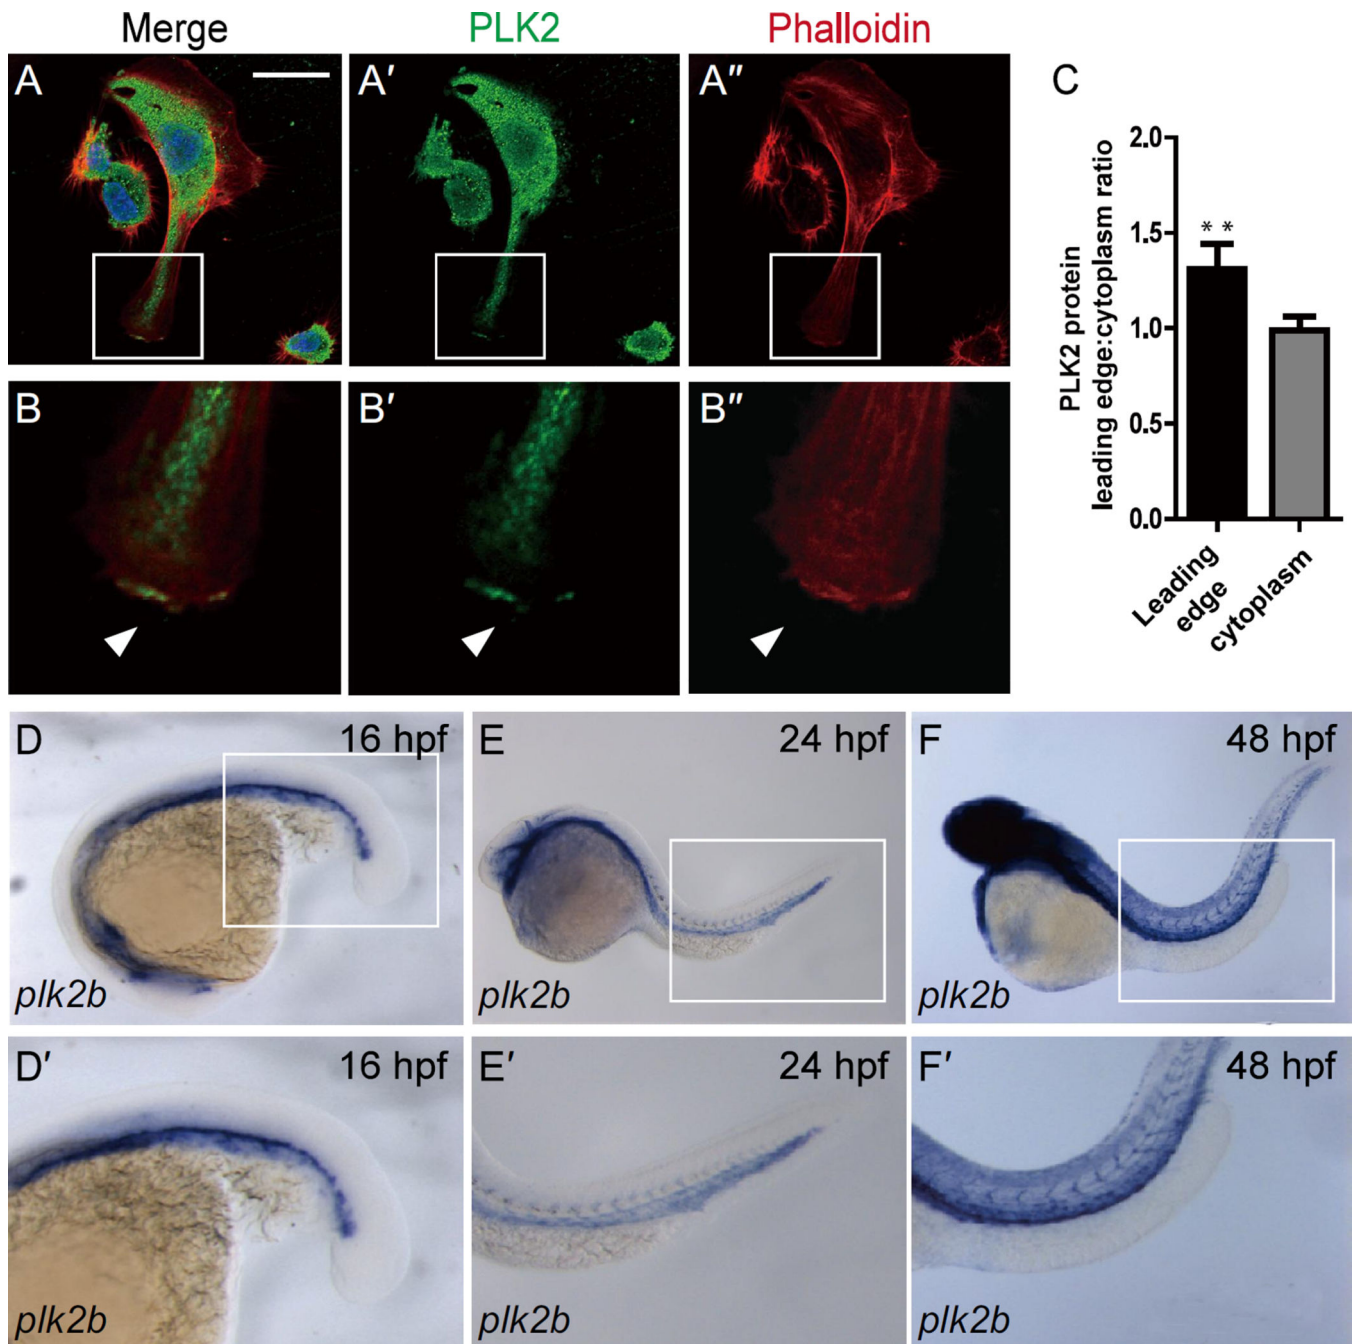 Merge
PLK2
Phalloidin
A
A′
A″
C
B
B′
B″
PLK2 protein
leading edge:cytoplasm ratio
2.0
1.5
1.0
0.5
0.0
**
Leading
edge
cytoplasm
D
16 hpf
plk2b
E
24 hpf
plk2b
F
48 hpf
plk2b
D′
16 hpf
plk2b
E′
24 hpf
plk2b
F′
48 hpf
plk2b